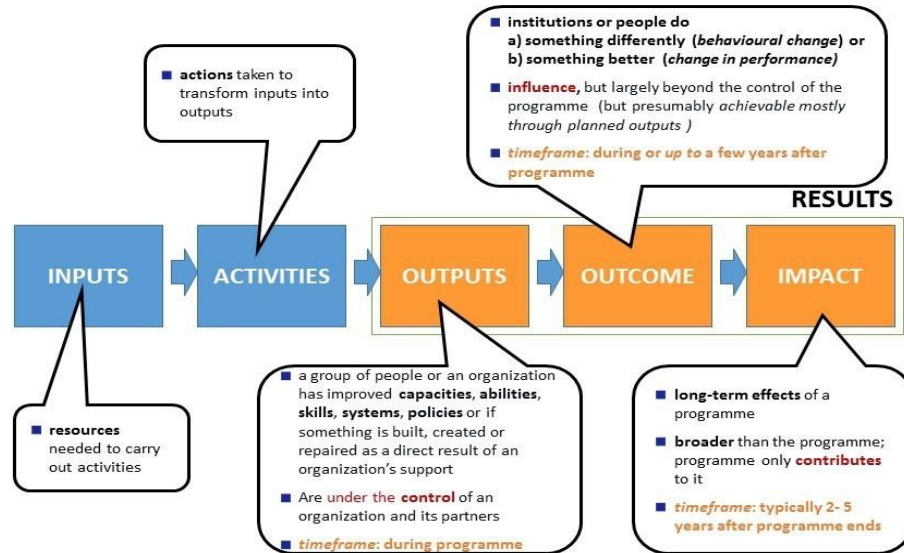 ■ actions taken to
transform inputs into
outputs
■ institutions or people do
a) something differently (behavioural change) or
b) something better (change in performance)
■ influence, but largely beyond the control of the
programme (but presumably achievable mostly
through planned outputs )
■ timeframe: during or up to a few years after
programme
RESULTS
INPUTS
ACTIVITIES
OUTPUTS
OUTCOME
IMPACT
■ resources
needed to carry
out activities
■ a group of people or an organization
has improved capacities, abilities,
skills, systems, policies or if
something is built, created or
repaired as a direct result of an
organization's support
■ Are under the control of an
organization and its partners
■ timeframe: during programme
■ long-term effects of a
programme
■ broader than the programme;
programme only contributes
to it
■ timeframe: typically 2- 5
years after programme ends